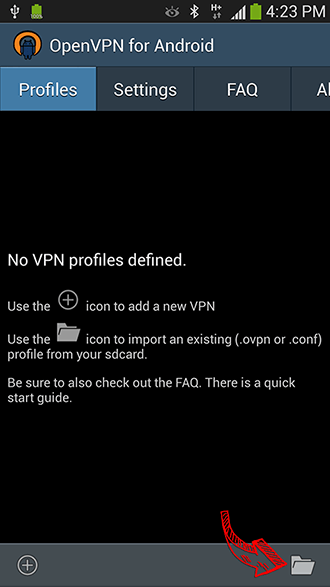 H+ 4:23 PM
OpenVPN for Android
Profiles Settings FAQ Al
No VPN profiles defined.
Use the icon to add a new VPN
Use the icon to import an existing (.ovpn or .conf)
profile from your sdcard.
Be sure to also check out the FAQ. There is a quick
start guide.